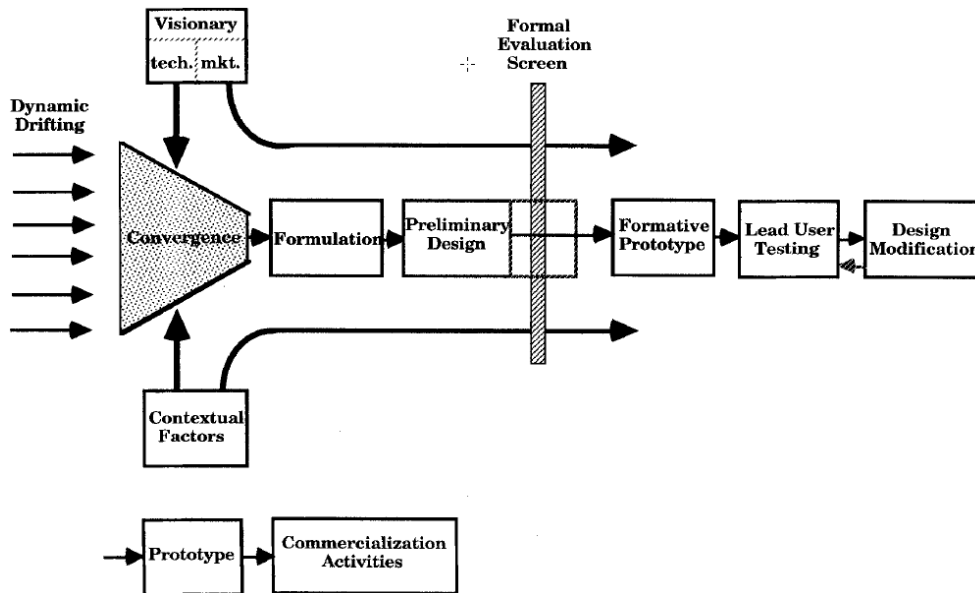 Visionary
tech. mkt.
Formal
Evaluation
Screen
Dynamic
Drifting
Convergence
Formulation
Preliminary
Design
Formative
Prototype
Lead User
Testing
Design
Modification
Contextual
Factors
Prototype
Commercialization
Activities